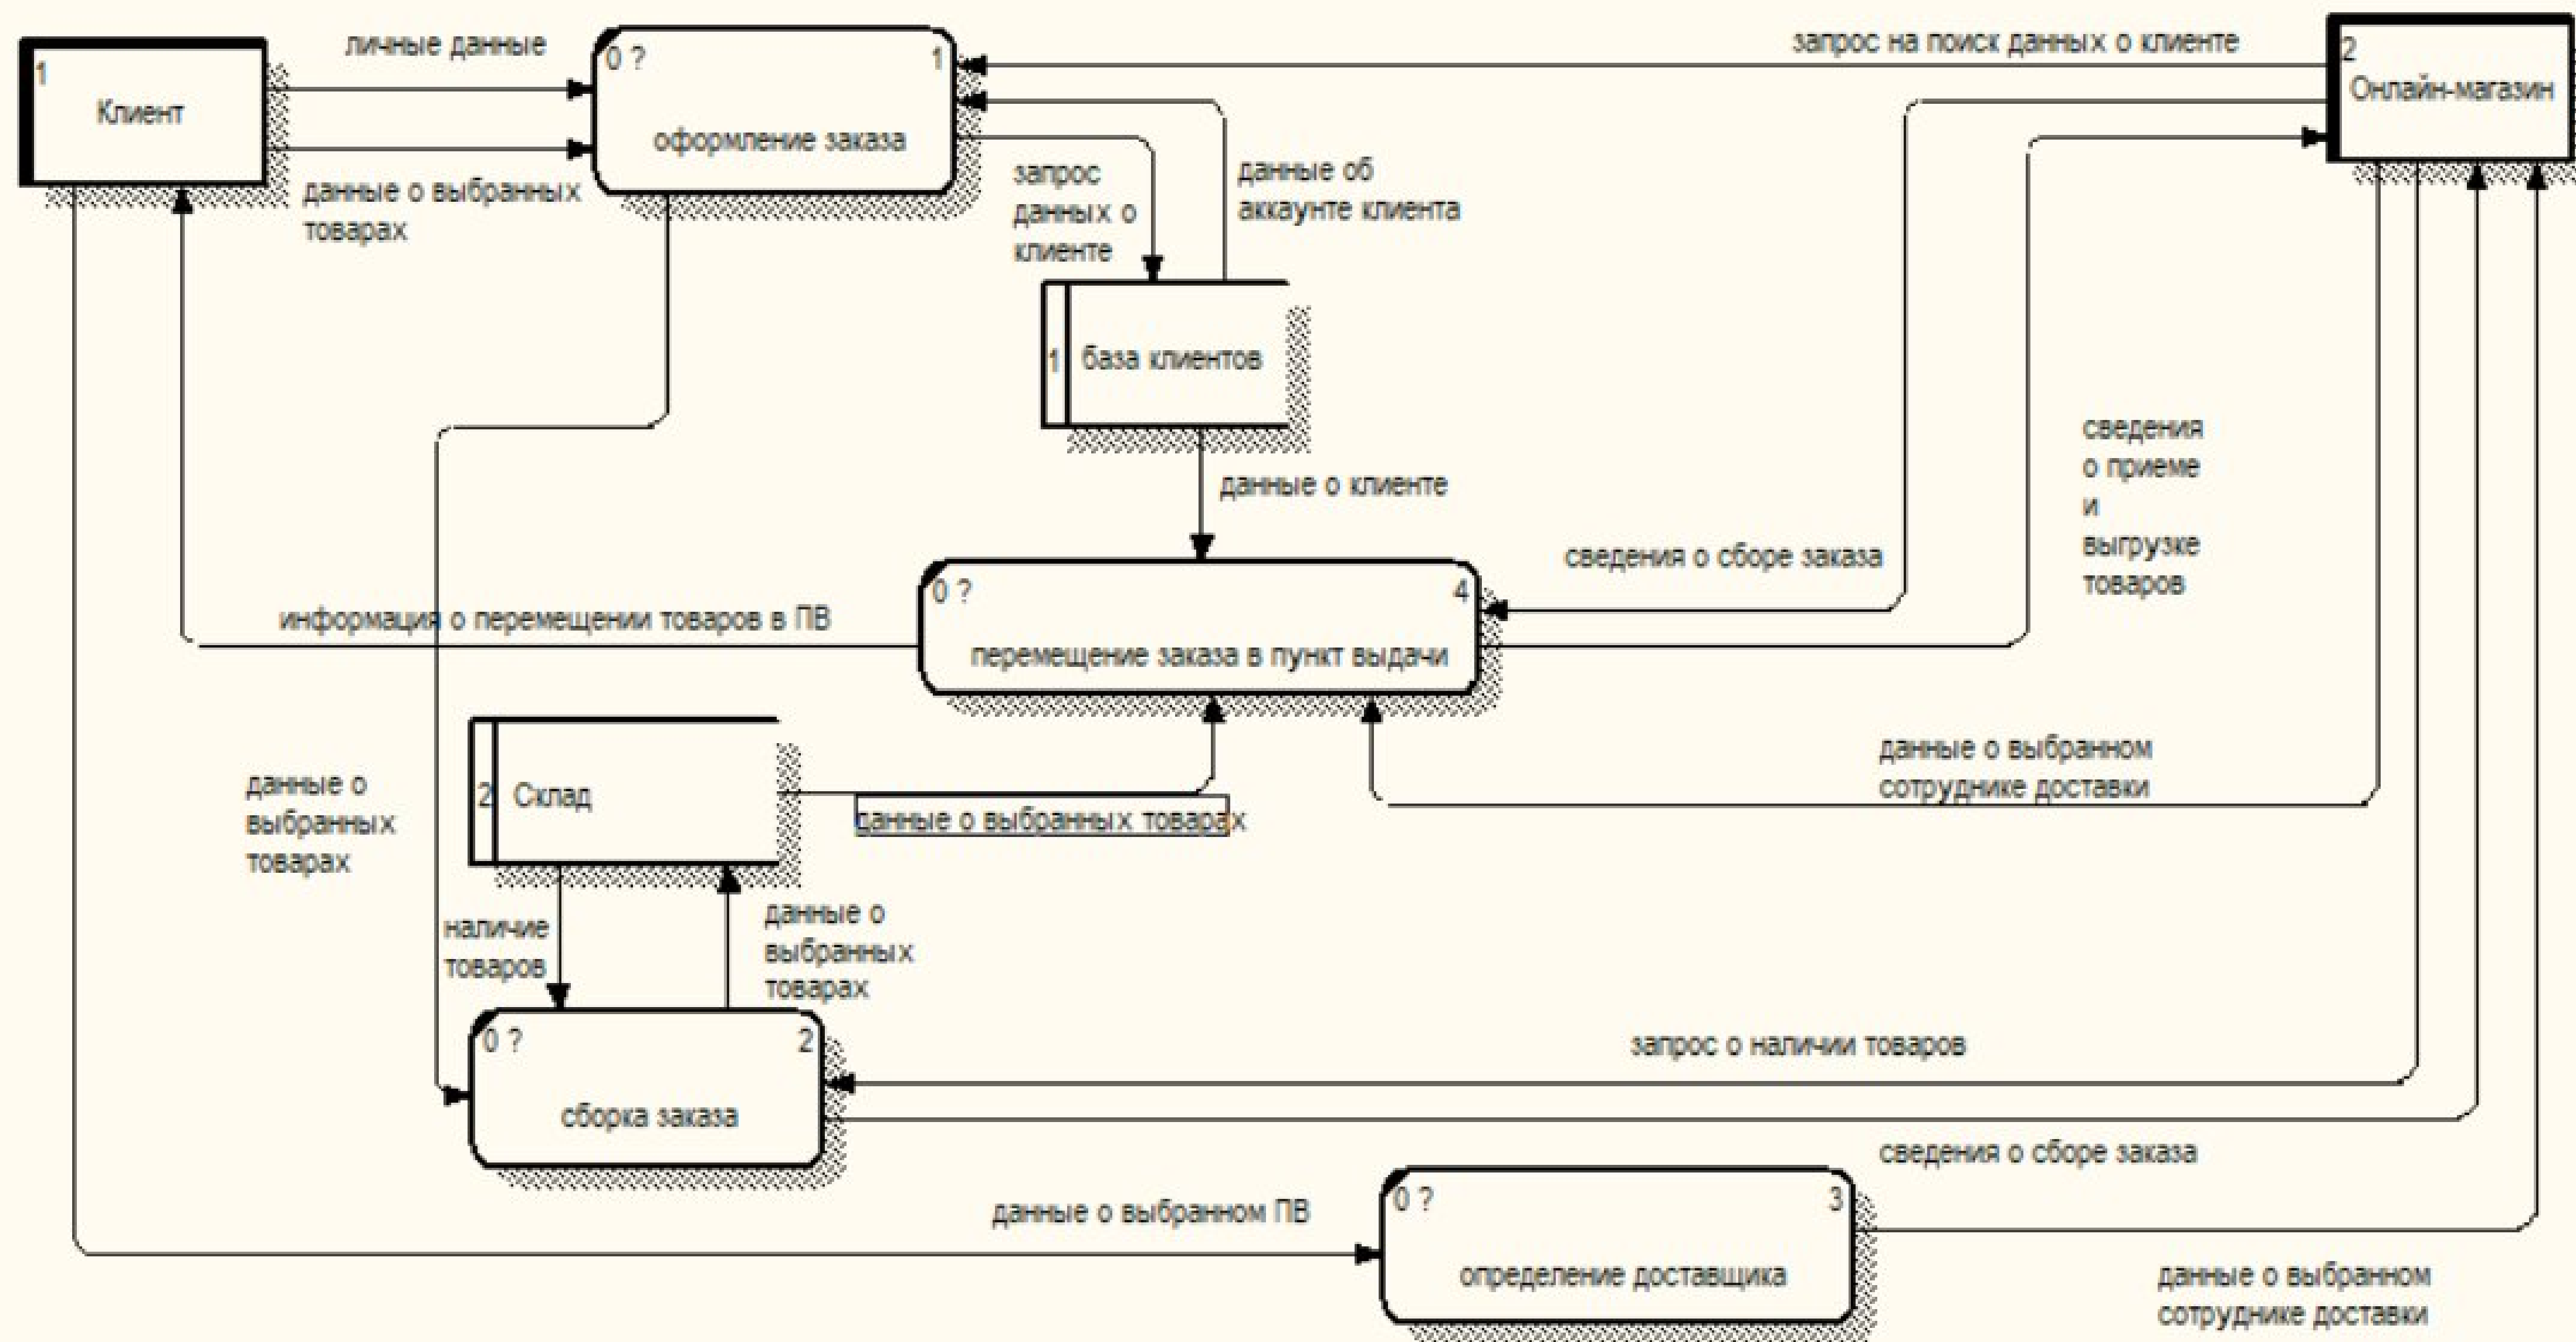 1
Клиент
личные данные
данные о выбранных
товарах
0 ?
1
оформление заказа
запрос на поиск данных о клиенте
2
Онлайн-магазин
запрос
данных о
клиенте
данные об
аккаунте клиента
1
база клиентов
данные о клиенте
сведения
о приеме
и
выгрузке
товаров
сведения о сборе заказа
0 ?
4
перемещение заказа в пункт выдачи
информация о перемещении товаров в ПВ
данные о
выбранных
товарах
2
Склад
данные о выбранных товарах
данные о выбранном
сотруднике доставки
наличие
товаров
данные о
выбранных
товарах
0 ?
2
сборка заказа
запрос о наличии товаров
сведения о сборе заказа
данные о выбранном ПВ
0 ?
3
определение доставщика
данные о выбранном
сотруднике доставки